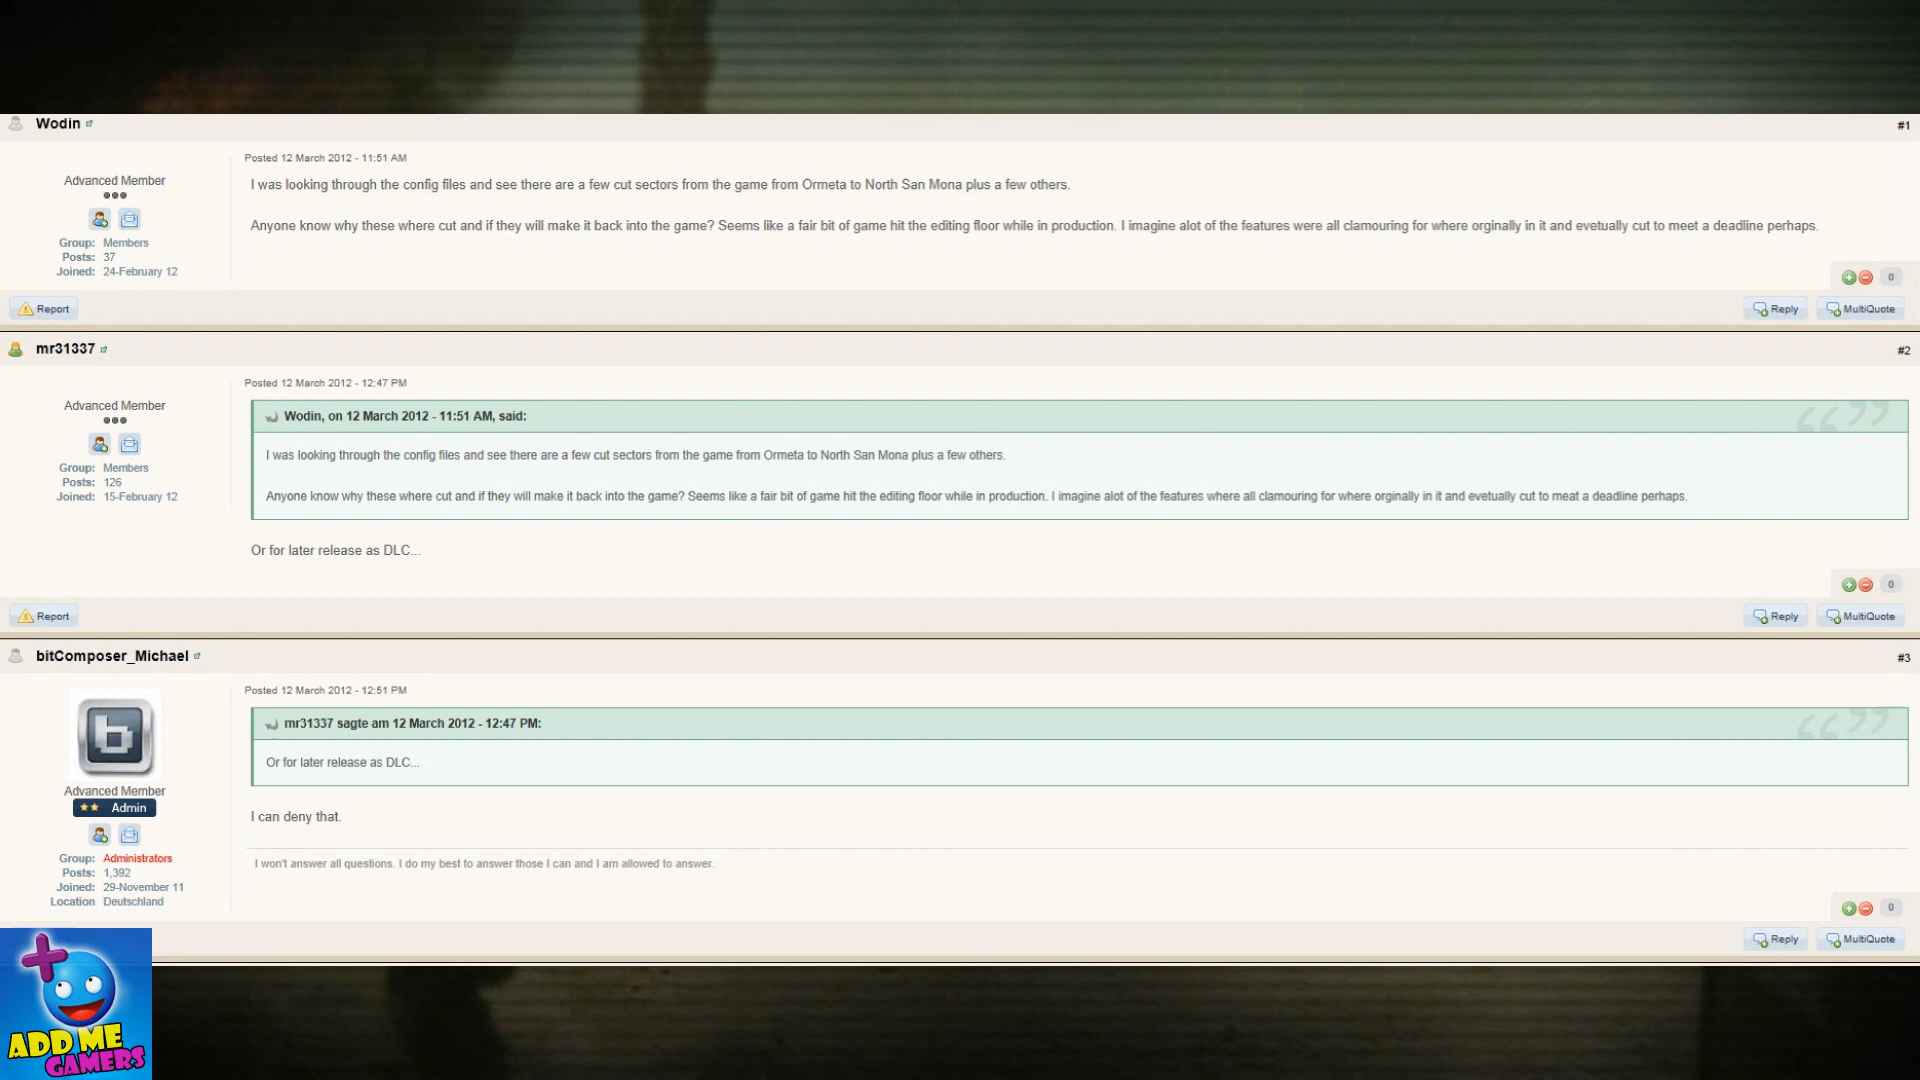 Wodin
#1
Posted 12 March 2012 - 11:51 AM
Advanced Member
I was looking through the config files and see there are a few cut sectors from the game from Ormeta to North San Mona plus a few others.
Anyone know why these where cut and if they will make it back into the game? Seems like a fair bit of game hit the editing floor while in production. I imagine alot of the features were all clamouring for where orginally in it and evetually cut to meet a deadline perhaps.
Group: Members
Posts: 37
Joined: 24-February 12
0
Report
Reply
MultiQuote
mr31337
#2
Posted 12 March 2012 - 12:47 PM
Advanced Member
Group: Members
Posts: 126
Joined: 15-February 12
Wodin, on 12 March 2012 - 11:51 AM, said:
I was looking through the config files and see there are a few cut sectors from the game from Ormeta to North San Mona plus a few others.
Anyone know why these where cut and if they will make it back into the game? Seems like a fair bit of game hit the editing floor while in production. I imagine alot of the features where all clamouring for where orginally in it and evetually cut to meat a deadline perhaps.
Or for later release as DLC...
0
Report
Reply
MultiQuote
bitComposer_Michael
#3
Posted 12 March 2012 - 12:51 PM
b
Advanced Member
Admin
Group: Administrators
Posts: 1,392
Joined: 29-November 11
Location Deutschland
mr31337 sagte am 12 March 2012 - 12:47 PM:
Or for later release as DLC...
I can deny that.
I won't answer all questions. I do my best to answer those I can and I am allowed to answer.
0
Reply
MultiQuote
ADD ME
GAMERS